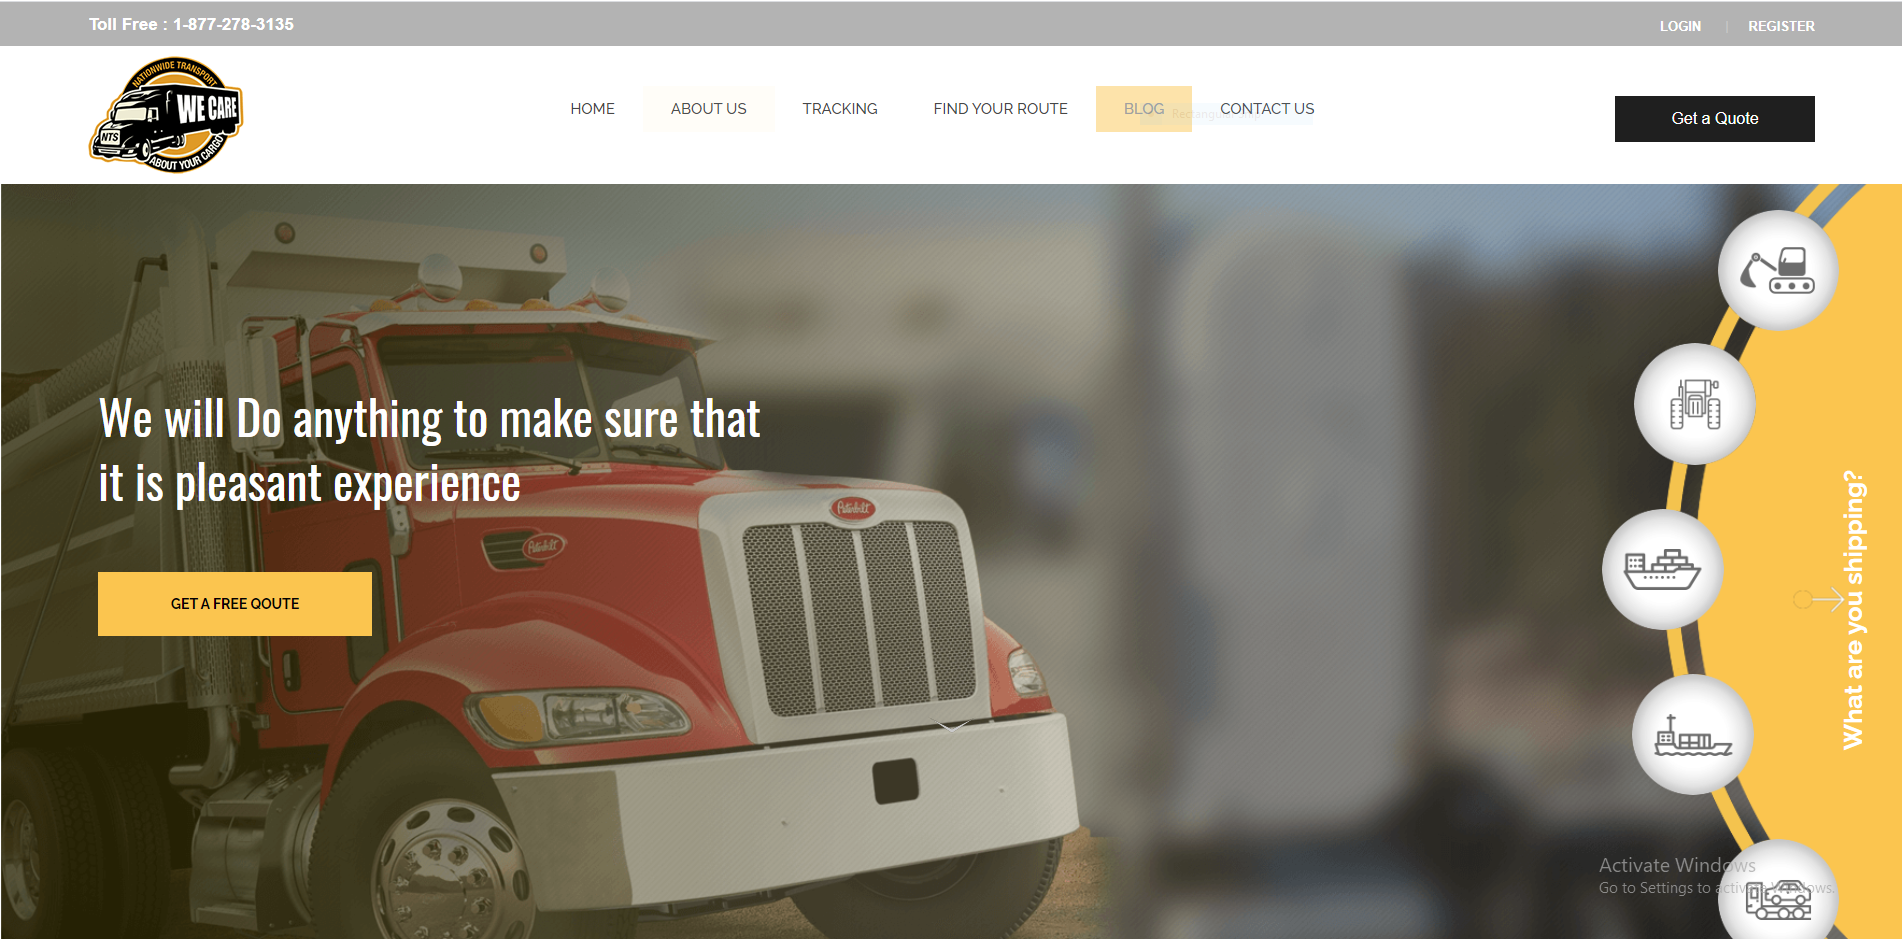 Toll Free : 1-877-278-3135
LOGIN | REGISTER
NATIONWIDE TRANSPORT
WE CARE
NTS
ABOUT YOUR CARGO
HOME ABOUT US TRACKING FIND YOUR ROUTE BLOG CONTACT US
Get a Quote
We will Do anything to make sure that
it is pleasant experience
GET A FREE QOUTE
Peterbilt
Peterbilt
What are you shipping?
Activate Windows
Go to Settings to activate Windows.